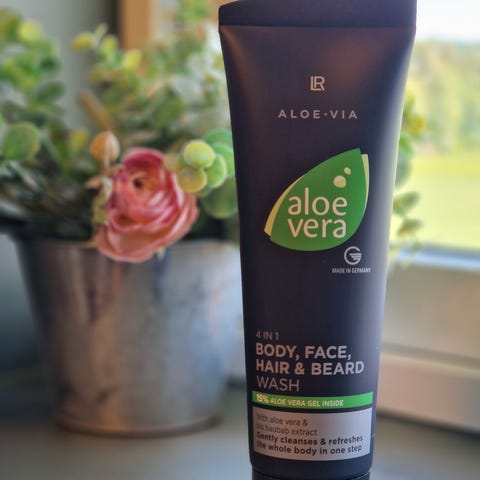 LR
ALOE·VIA
aloe
vera
MADE IN GERMANY
4 IN 1
BODY, FACE,
HAIR & BEARD
WASH
15% ALOE VERA GEL INSIDE
With aloe vera &
bio baobab extract
Gently cleanses & refreshes
the whole body in one step